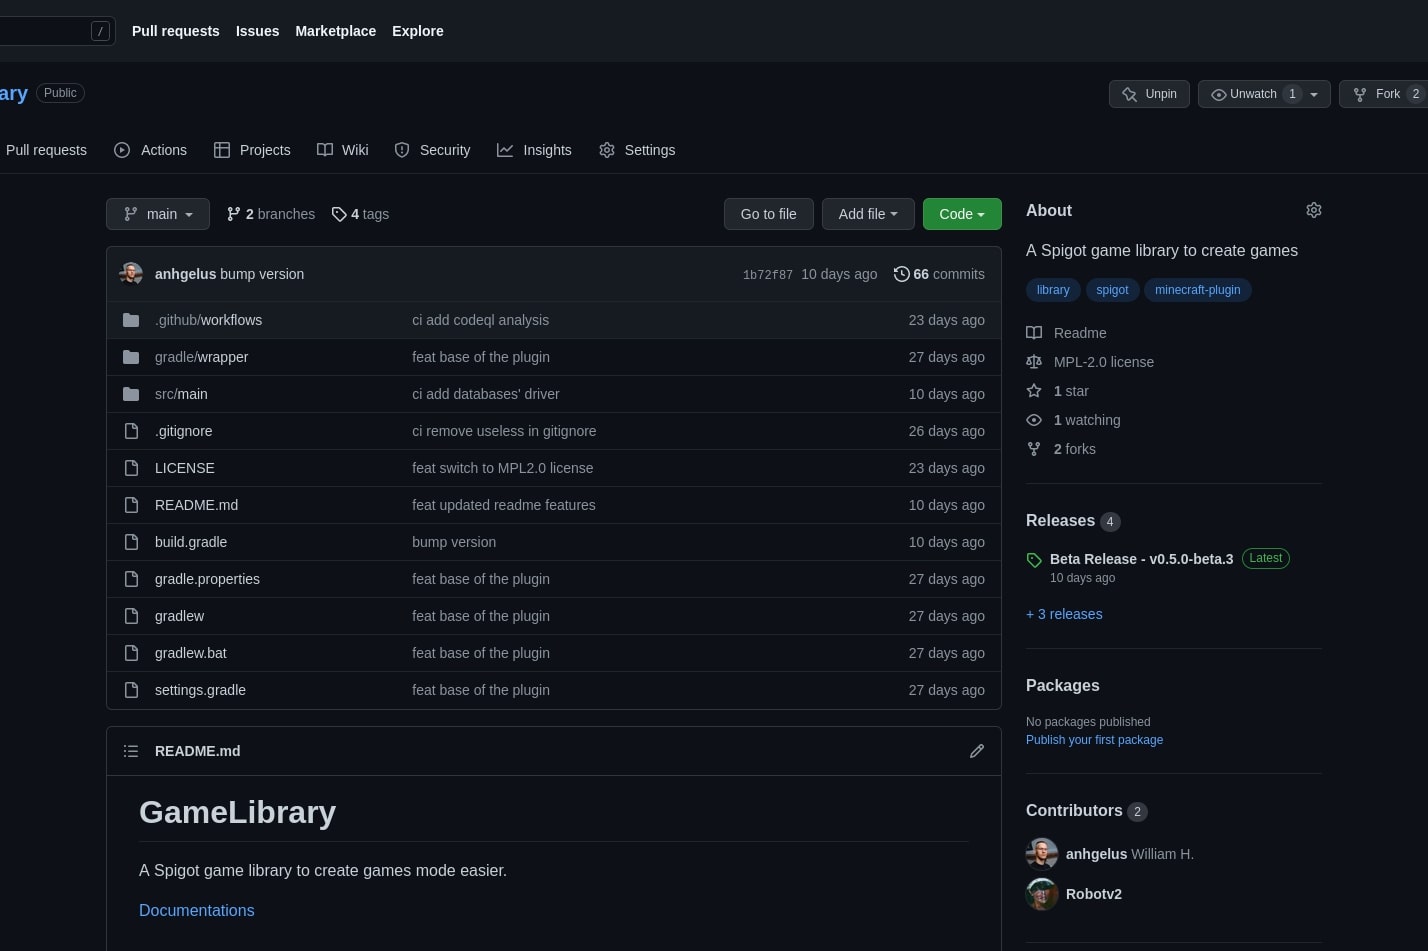 / Pull requests Issues Marketplace Explore
ary Public Unpin Unwatch 1 Fork 2
Pull requests Actions Projects Wiki Security Insights Settings
main 2 branches 4 tags Go to file Add file Code
anhgelus bump version 1b72f87 10 days ago 66 commits
.github/workflows ci add codeql analysis 23 days ago
gradle/wrapper feat base of the plugin 27 days ago
src/main ci add databases' driver 10 days ago
.gitignore ci remove useless in gitignore 26 days ago
LICENSE feat switch to MPL2.0 license 23 days ago
README.md feat updated readme features 10 days ago
build.gradle bump version 10 days ago
gradle.properties feat base of the plugin 27 days ago
gradlew feat base of the plugin 27 days ago
gradlew.bat feat base of the plugin 27 days ago
settings.gradle feat base of the plugin 27 days ago
README.md
GameLibrary
A Spigot game library to create games mode easier.
Documentations
About
A Spigot game library to create games
library spigot minecraft-plugin
Readme
MPL-2.0 license
1 star
1 watching
2 forks
Releases 4
Beta Release - v0.5.0-beta.3 Latest
10 days ago
+ 3 releases
Packages
No packages published
Publish your first package
Contributors 2
anhgelus William H.
Robotv2